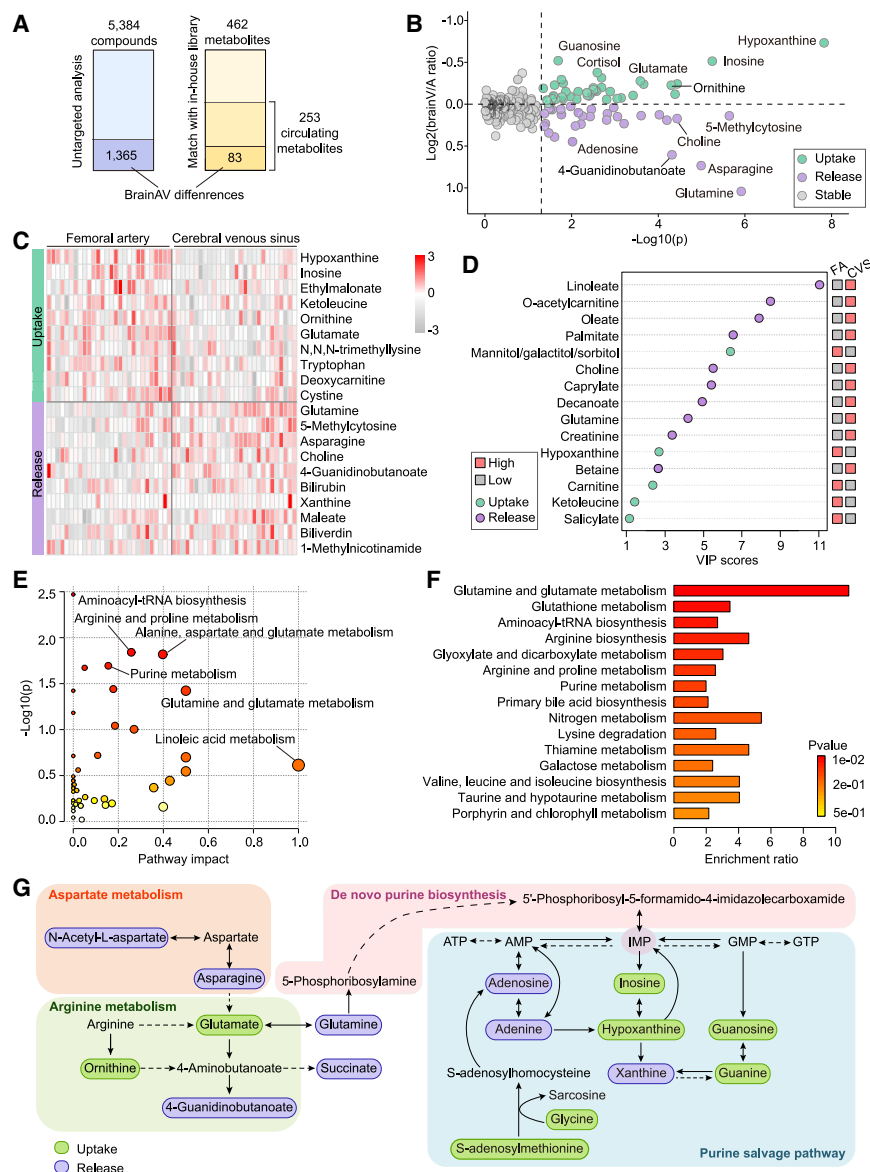 A
5,384
compounds
462
metabolites
Untargeted analysis
Match with in-house library
1,365
83
253
circulating
metabolites
BrainAV diffenrences
B
Log2(brainV/A ratio)
-1.0
-0.5
0.0
0.5
1.0
Hypoxanthine
Guanosine
Inosine
Cortisol
Glutamate
Ornithine
5-Methylcytosine
Adenosine
Choline
4-Guanidinobutanoate
Asparagine
Glutamine
Uptake
Release
Stable
0 2 4 6 8
-Log10(p)
C
Femoral artery Cerebral venous sinus
Uptake
Release
Hypoxanthine
Inosine
Ethylmalonate
Ketoleucine
Ornithine
Glutamate
N,N,N-trimethyllysine
Tryptophan
Deoxycarnitine
Cystine
Glutamine
5-Methylcytosine
Asparagine
Choline
4-Guanidinobutanoate
Bilirubin
Xanthine
Maleate
Biliverdin
1-Methylnicotinamide
3
0
-3
D
FA
CVS
Linoleate
O-acetylcarnitine
Oleate
Palmitate
Mannitol/galactitol/sorbitol
Choline
Caprylate
Decanoate
Glutamine
Creatinine
Hypoxanthine
Betaine
Carnitine
Ketoleucine
Salicylate
High
Low
Uptake
Release
1 3 5 7 9 11
VIP scores
E
-Log10(p)
2.5
2.0
1.5
1.0
0.5
0.0
Aminoacyl-tRNA biosynthesis
Arginine and proline metabolism
Alanine, aspartate and glutamate metabolism
Purine metabolism
Glutamine and glutamate metabolism
Linoleic acid metabolism
0.0 0.2 0.4 0.6 0.8 1.0
Pathway impact
F
Glutamine and glutamate metabolism
Glutathione metabolism
Aminoacyl-tRNA biosynthesis
Arginine biosynthesis
Glyoxylate and dicarboxylate metabolism
Arginine and proline metabolism
Purine metabolism
Primary bile acid biosynthesis
Nitrogen metabolism
Lysine degradation
Thiamine metabolism
Galactose metabolism
Valine, leucine and isoleucine biosynthesis
Taurine and hypotaurine metabolism
Porphyrin and chlorophyll metabolism
Pvalue
1e-02
2e-01
5e-01
0 2 4 6 8 10
Enrichment ratio
G
Aspartate metabolism
De novo purine biosynthesis
5'-Phosphoribosyl-5-formamido-4-imidazolecarboxamide
N-Acetyl-L-aspartate
Aspartate
Asparagine
5-Phosphoribosylamine
ATP
AMP
IMP
GMP
GTP
Arginine metabolism
Arginine
Glutamate
Glutamine
Ornithine
4-Aminobutanoate
Succinate
4-Guanidinobutanoate
Adenosine
Inosine
Adenine
Hypoxanthine
Guanosine
S-adenosylhomocysteine
Xanthine
Guanine
Sarcosine
Glycine
S-adenosylmethionine
Purine salvage pathway
Uptake
Release